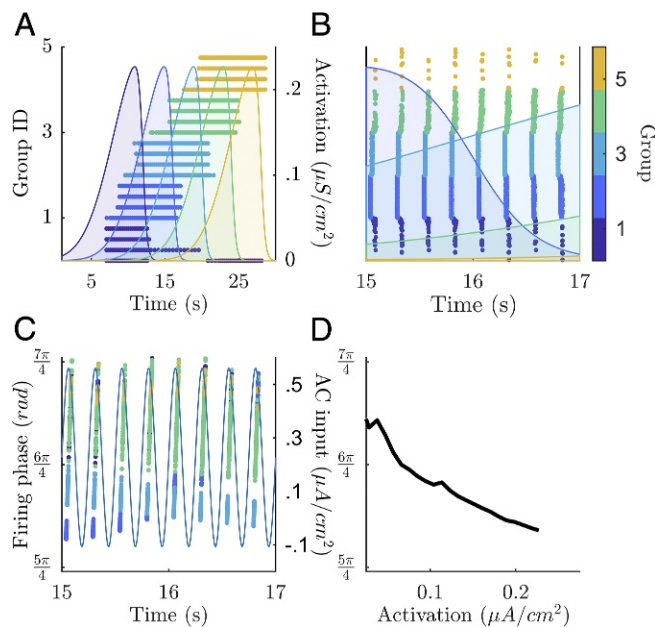 A
B
5
3
1
Group ID
5
15
25
Time (s)
.2
.1
0
Activation (μS/cm²)
15
16
17
Time (s)
5
3
1
Group
C
D
7π/4
6π/4
5π/4
Firing phase (rad)
15
16
17
Time (s)
.5
.3
.1
-.1
AC input (μA/cm²)
7π/4
6π/4
5π/4
0.1
0.2
Activation (μA/cm²)